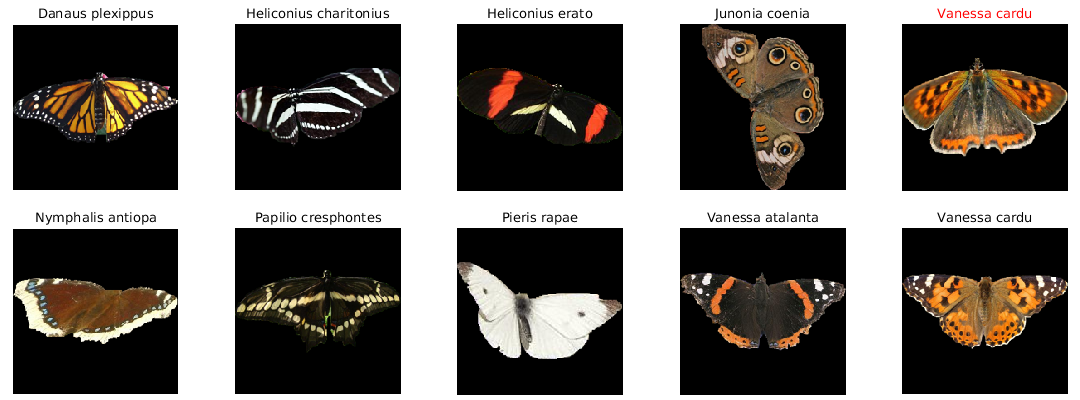 Danaus plexippus
Heliconius charitonius
Heliconius erato
Junonia coenia
Vanessa cardu
Nymphalis antiopa
Papilio cresphontes
Pieris rapae
Vanessa atalanta
Vanessa cardu